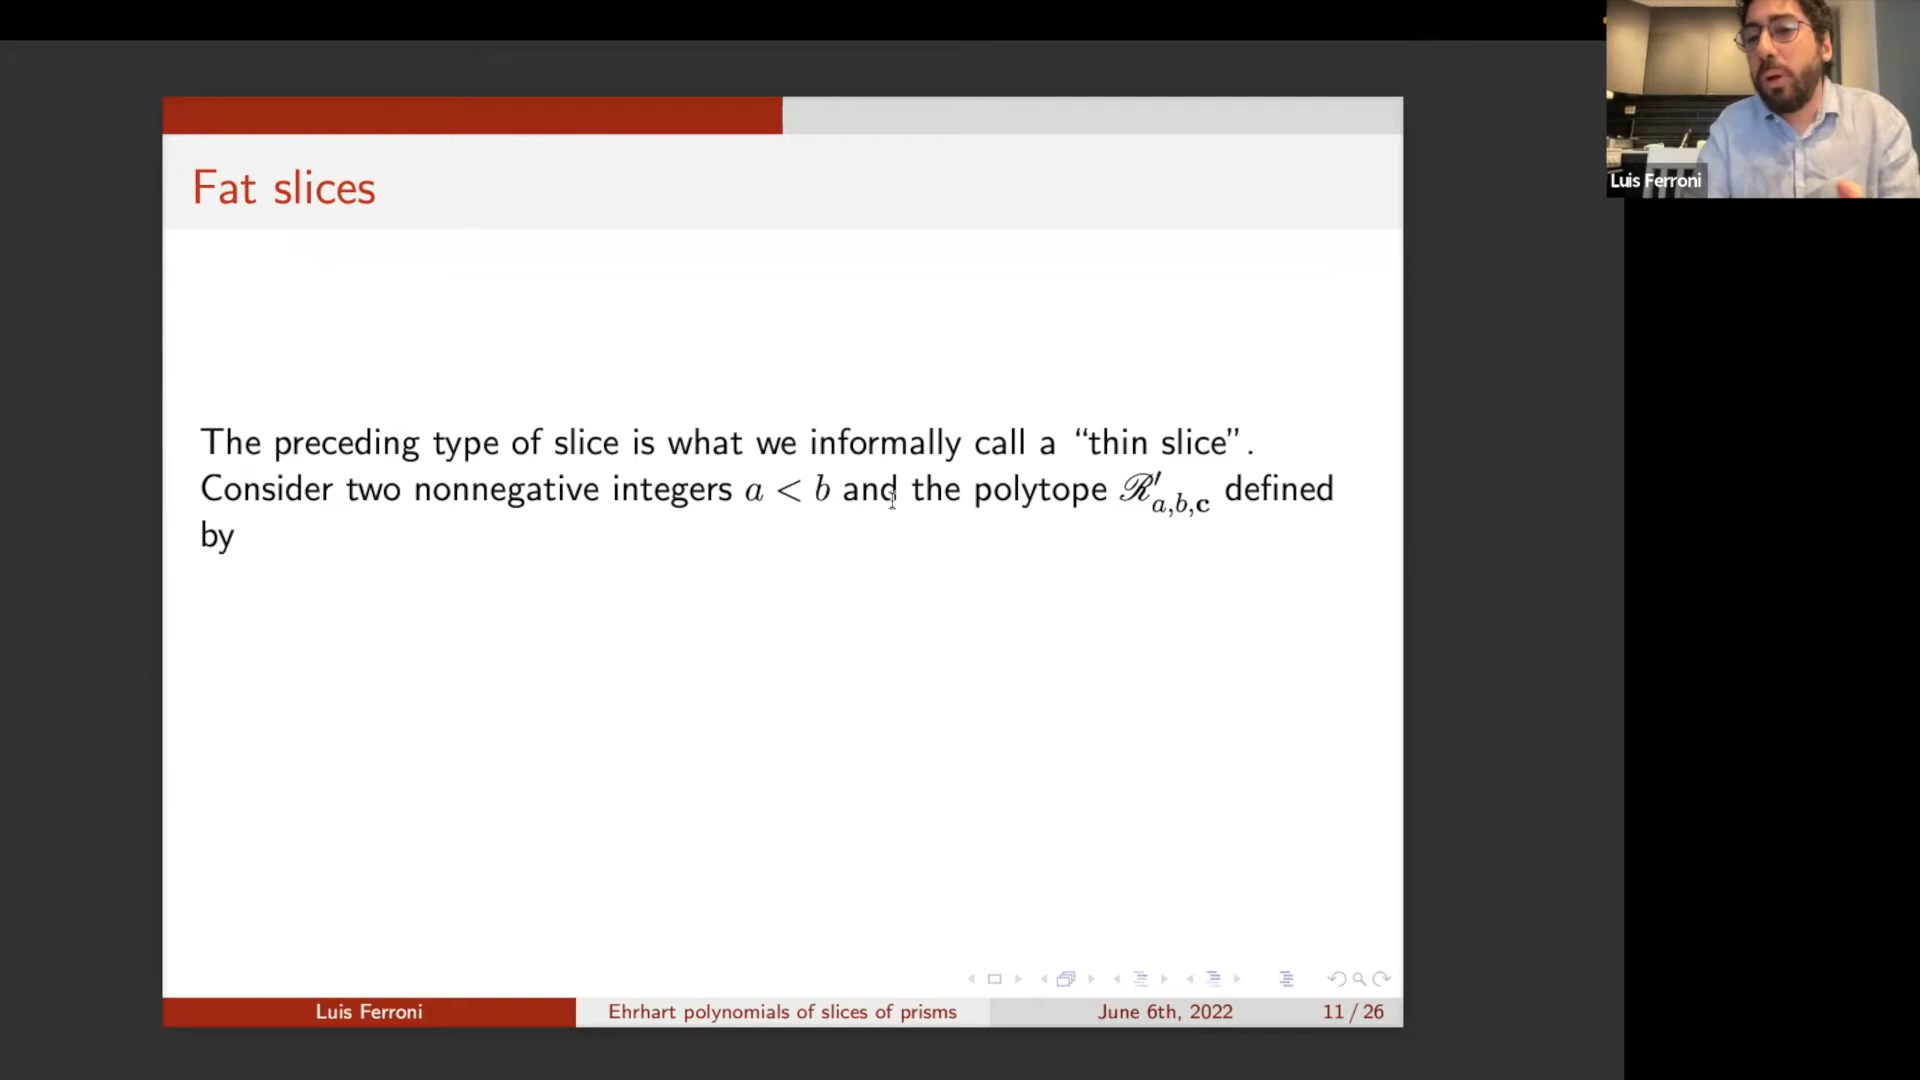 Luis Ferroni
Fat slices
The preceding type of slice is what we informally call a “thin slice”.
Consider two nonnegative integers a < b and the polytope ℛ′a,b,c defined
by
Luis Ferroni
Ehrhart polynomials of slices of prisms
June 6th, 2022
11 / 26